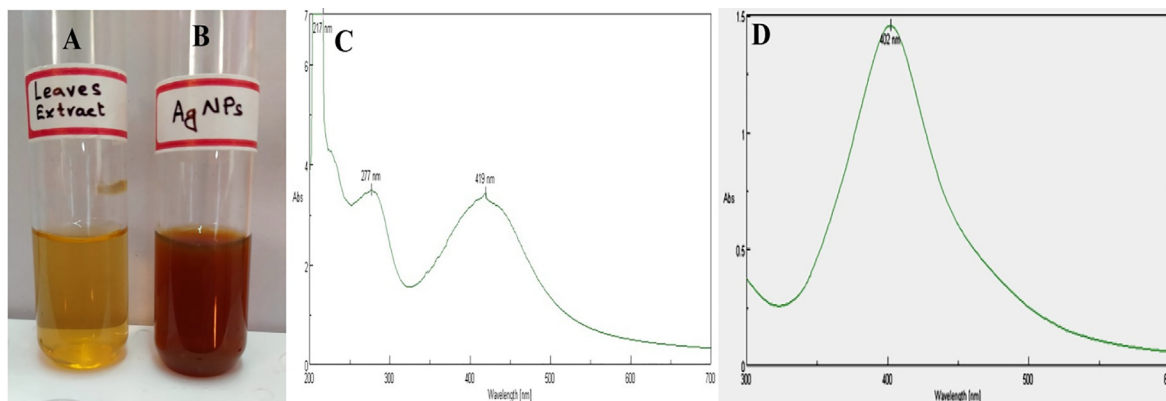 A
Leaves
Extract
B
Ag NPs
C
7
6
4
2
0
Abs
217 nm
277 nm
419 nm
200
300
400
500
600
700
Wavelength [nm]
D
1.5
1
0.5
0
Abs
402 nm
300
400
500
600
Wavelength [nm]